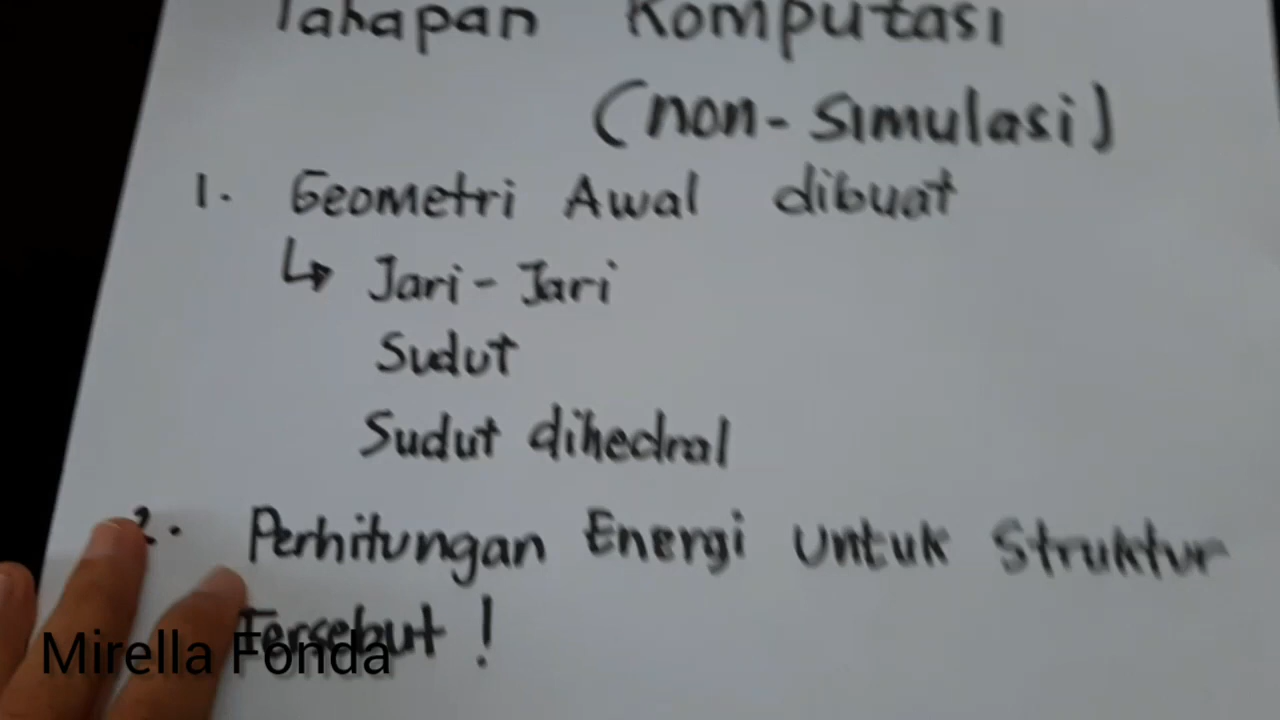 Tahapan Komputasi
(non-simulasi)
1. Geometri Awal dibuat
↳ Jari-Jari
Sudut
Sudut dihedral
2. Perhitungan Energi Untuk Struktur
Tersebut!
Mirella Fonda